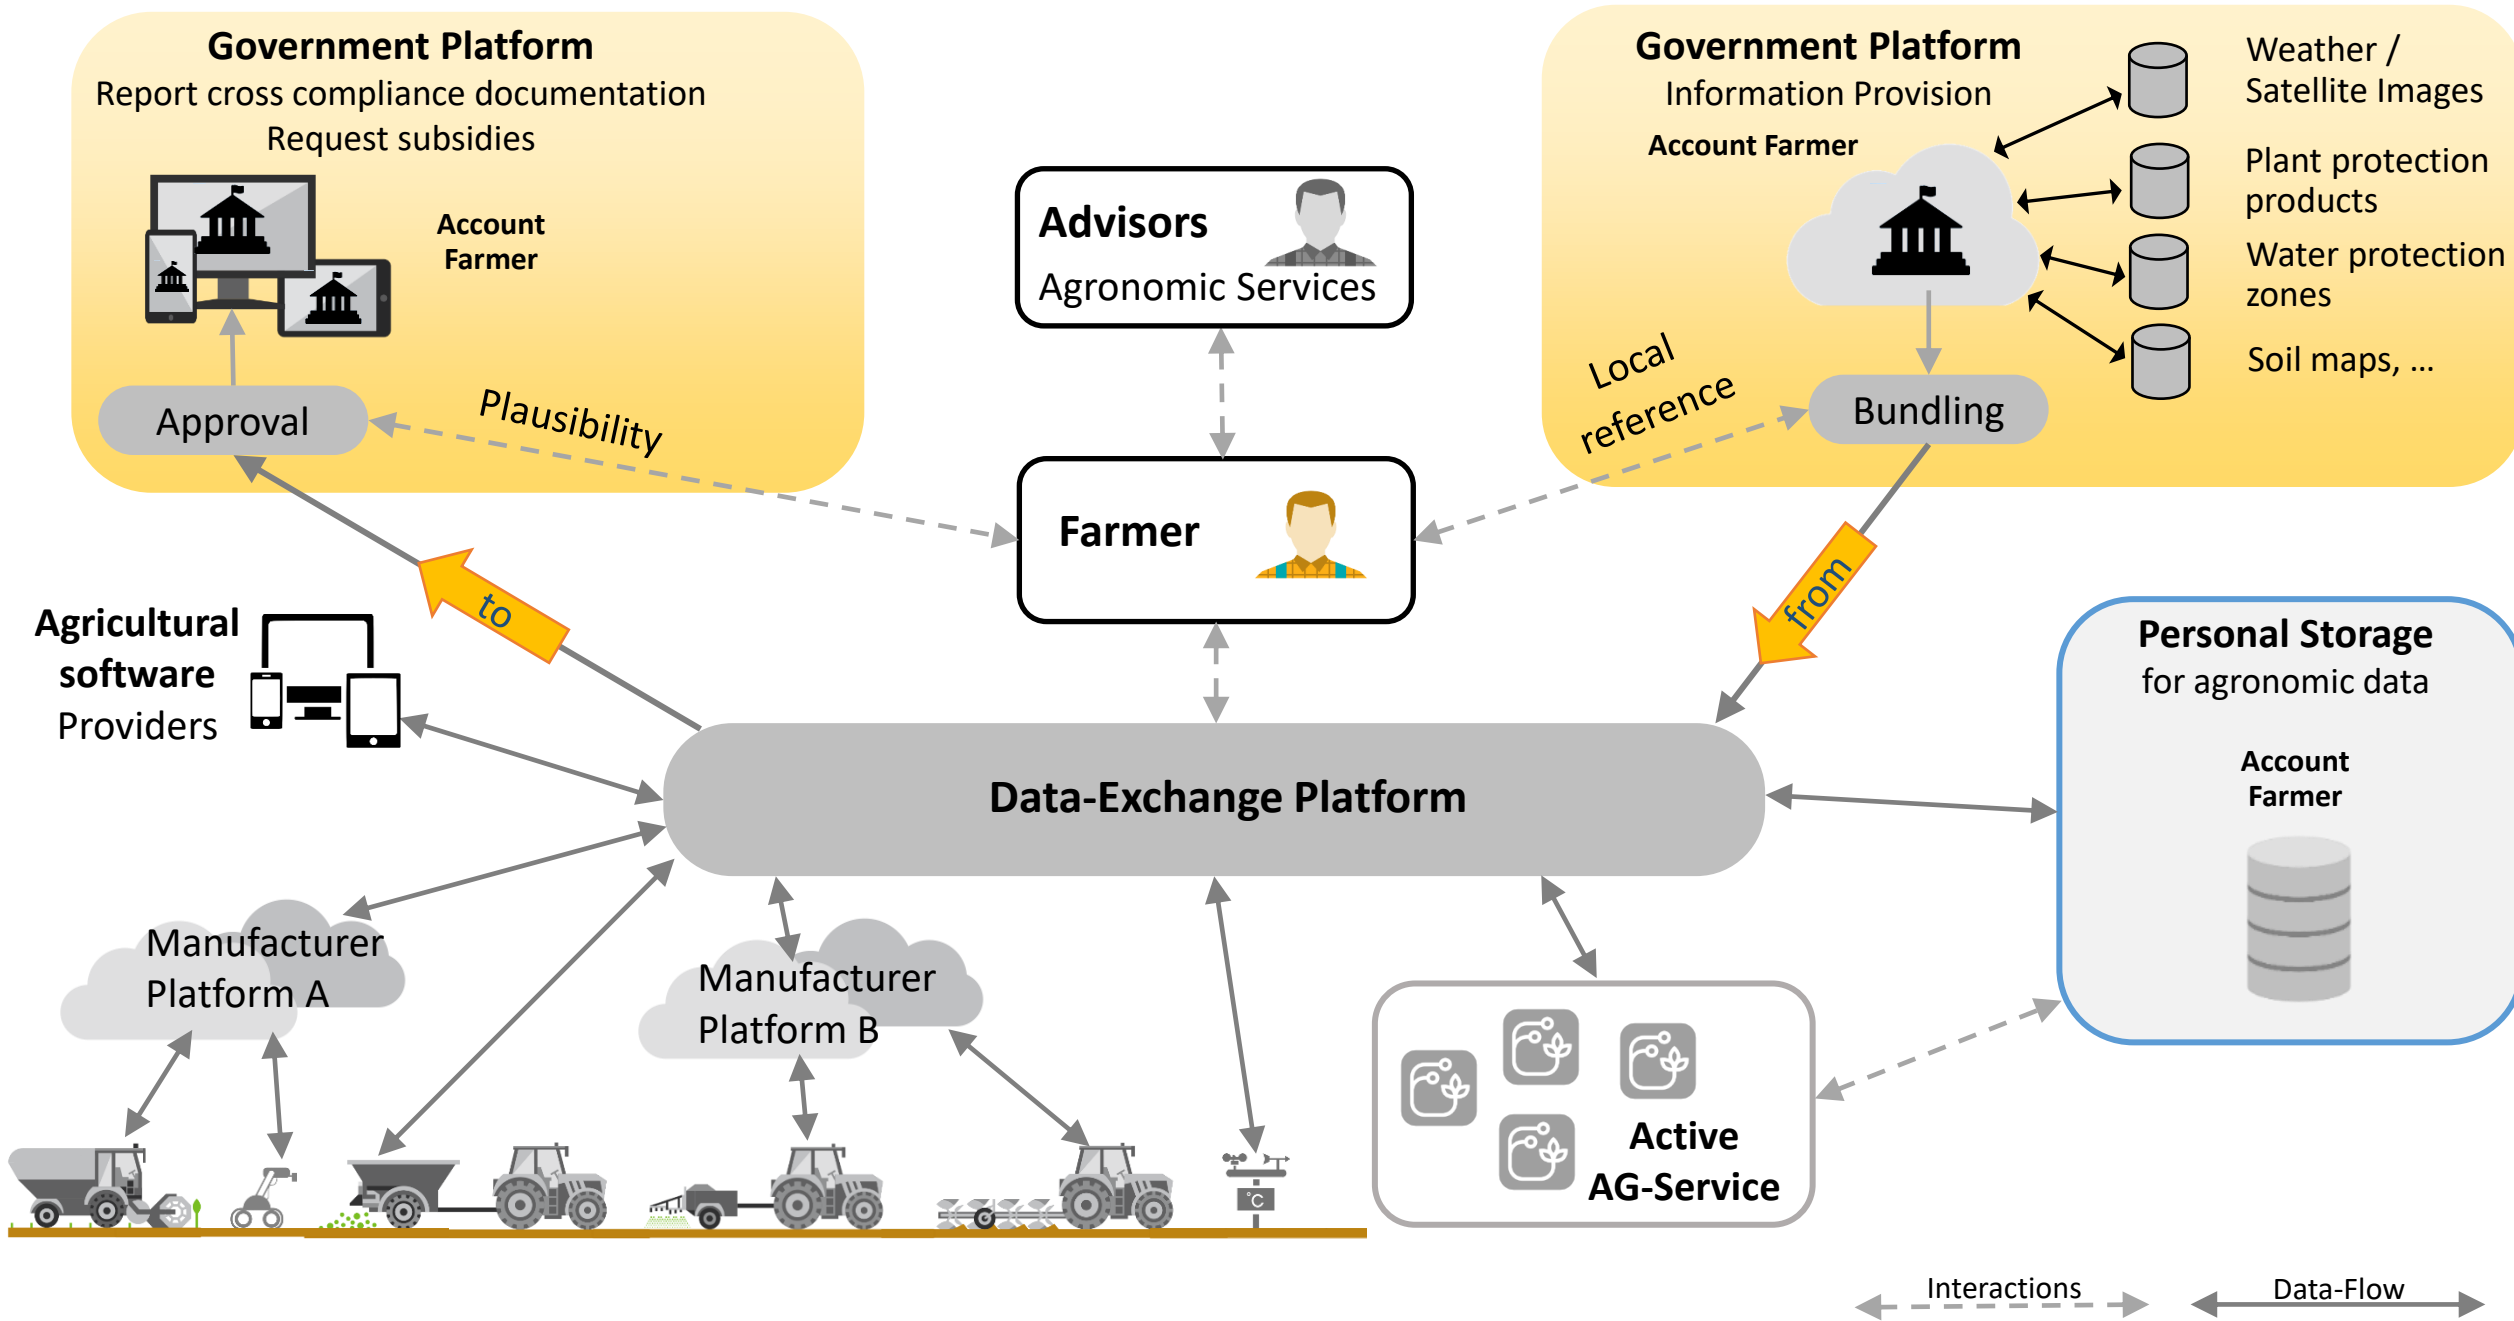 Government Platform
Report cross compliance documentation
Request subsidies
Account
Farmer
Approval
Plausibility
Advisors
Agronomic Services
Farmer
Government Platform
Information Provision
Account Farmer
Weather /
Satellite Images
Plant protection
products
Water protection
zones
Soil maps, ...
Local
reference
Bundling
to
from
Agricultural
software
Providers
Data-Exchange Platform
Personal Storage
for agronomic data
Account
Farmer
Manufacturer
Platform A
Manufacturer
Platform B
°C
Active
AG-Service
Interactions
Data-Flow